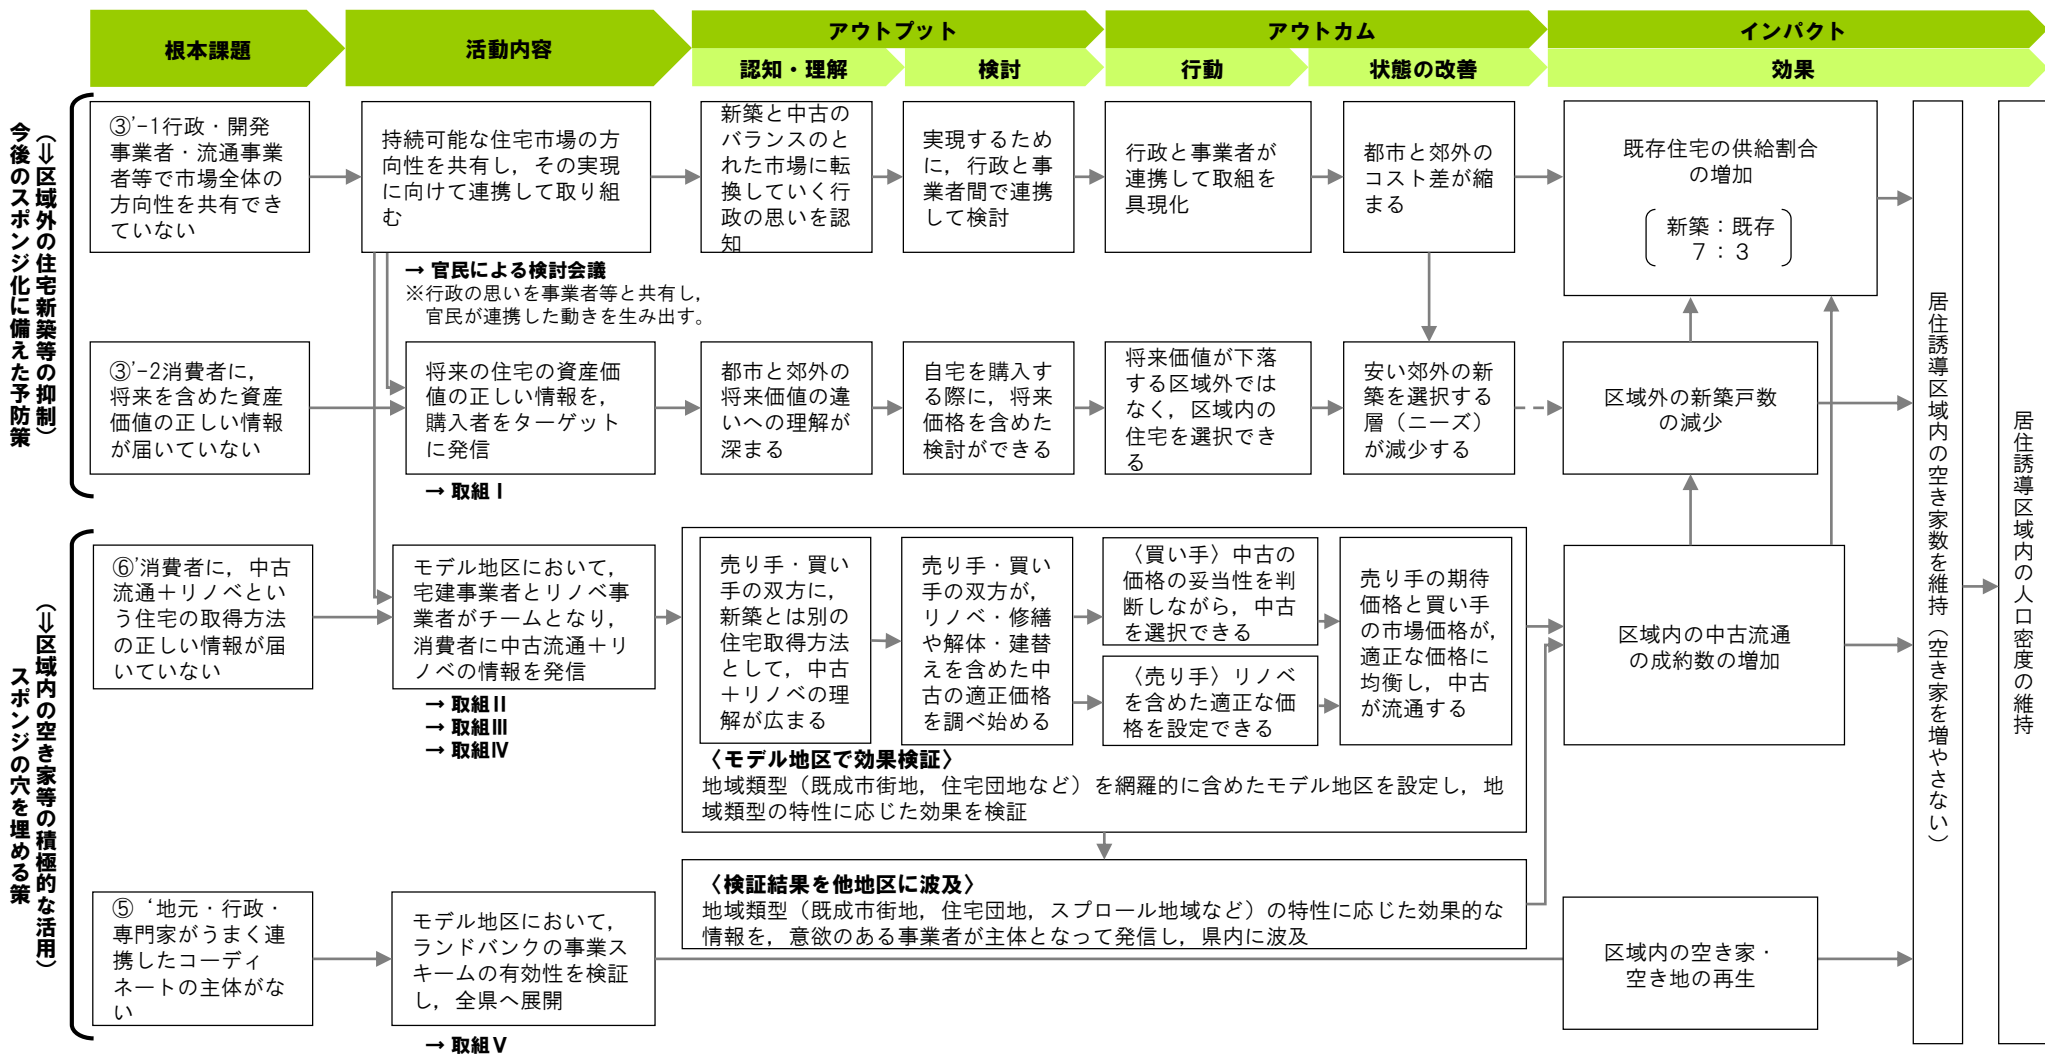 根本課題
活動内容
アウトプット
アウトカム
インパクト
認知・理解
検討
行動
状態の改善
効果
今後のスポンジ化に備えた予防策
（⇒区域外の住宅新築等の抑制）
③’-1行政・開発
事業者・流通事業
者等で市場全体の
方向性を共有でき
ていない
持続可能な住宅市場の方
向性を共有し，その実現
に向けて連携して取り組
む
→ 官民による検討会議
※行政の思いを事業者等と共有し，
官民が連携した動きを生み出す。
新築と中古の
バランスのと
れた市場に転
換していく行
政の思いを認
知
実現するため
に，行政と事
業者間で連携
して検討
行政と事業者が
連携して取組を
具現化
都市と郊外の
コスト差が縮
まる
既存住宅の供給割合
の増加
新築：既存
７：３
③’-2消費者に，
将来を含めた資産
価値の正しい情報
が届いていない
将来の住宅の資産価
値の正しい情報を，
購入者をターゲット
に発信
→ 取組Ⅰ
都市と郊外の
将来価値の違
いへの理解が
深まる
自宅を購入す
る際に，将来
価格を含めた
検討ができる
将来価値が下落
する区域外では
なく，区域内の
住宅を選択でき
る
安い郊外の新
築を選択する
層（ニーズ）
が減少する
区域外の新築戸数
の減少
スポンジの穴を埋める策
（⇒区域内の空き家等の積極的な活用）
⑥’消費者に，中古
流通＋リノベとい
う住宅の取得方法
の正しい情報が届
いていない
モデル地区において，
宅建事業者とリノベ事
業者がチームとなり，
消費者に中古流通＋リ
ノベの情報を発信
→ 取組Ⅱ
→ 取組Ⅲ
→ 取組Ⅳ
売り手・買い
手の双方に，
新築とは別の
住宅取得方法
として，中古
＋リノベの理
解が広まる
売り手・買い
手の双方が，
リノベ・修繕
や解体・建替
えを含めた中
古の適正価格
を調べ始める
〈買い手〉中古の
価格の妥当性を判
断しながら，中古
を選択できる
〈売り手〉リノベ
を含めた適正な価
格を設定できる
売り手の期待
価格と買い手
の市場価格が，
適正な価格に
均衡し，中古
が流通する
〈モデル地区で効果検証〉
地域類型（既成市街地，住宅団地など）を網羅的に含めたモデル地区を設定し，地
域類型の特性に応じた効果を検証
区域内の中古流通
の成約数の増加
〈検証結果を他地区に波及〉
地域類型（既成市街地，住宅団地，スプロール地域など）の特性に応じた効果的な
情報を，意欲のある事業者が主体となって発信し，県内に波及
⑤‘地元・行政・
専門家がうまく連
携したコーディ
ネートの主体がな
い
モデル地区において，
ランドバンクの事業ス
キームの有効性を検証
し，全県へ展開
→ 取組Ⅴ
区域内の空き家・
空き地の再生
居住誘導区域内の空き家数を維持（空き家を増やさない）
居住誘導区域内の人口密度の維持